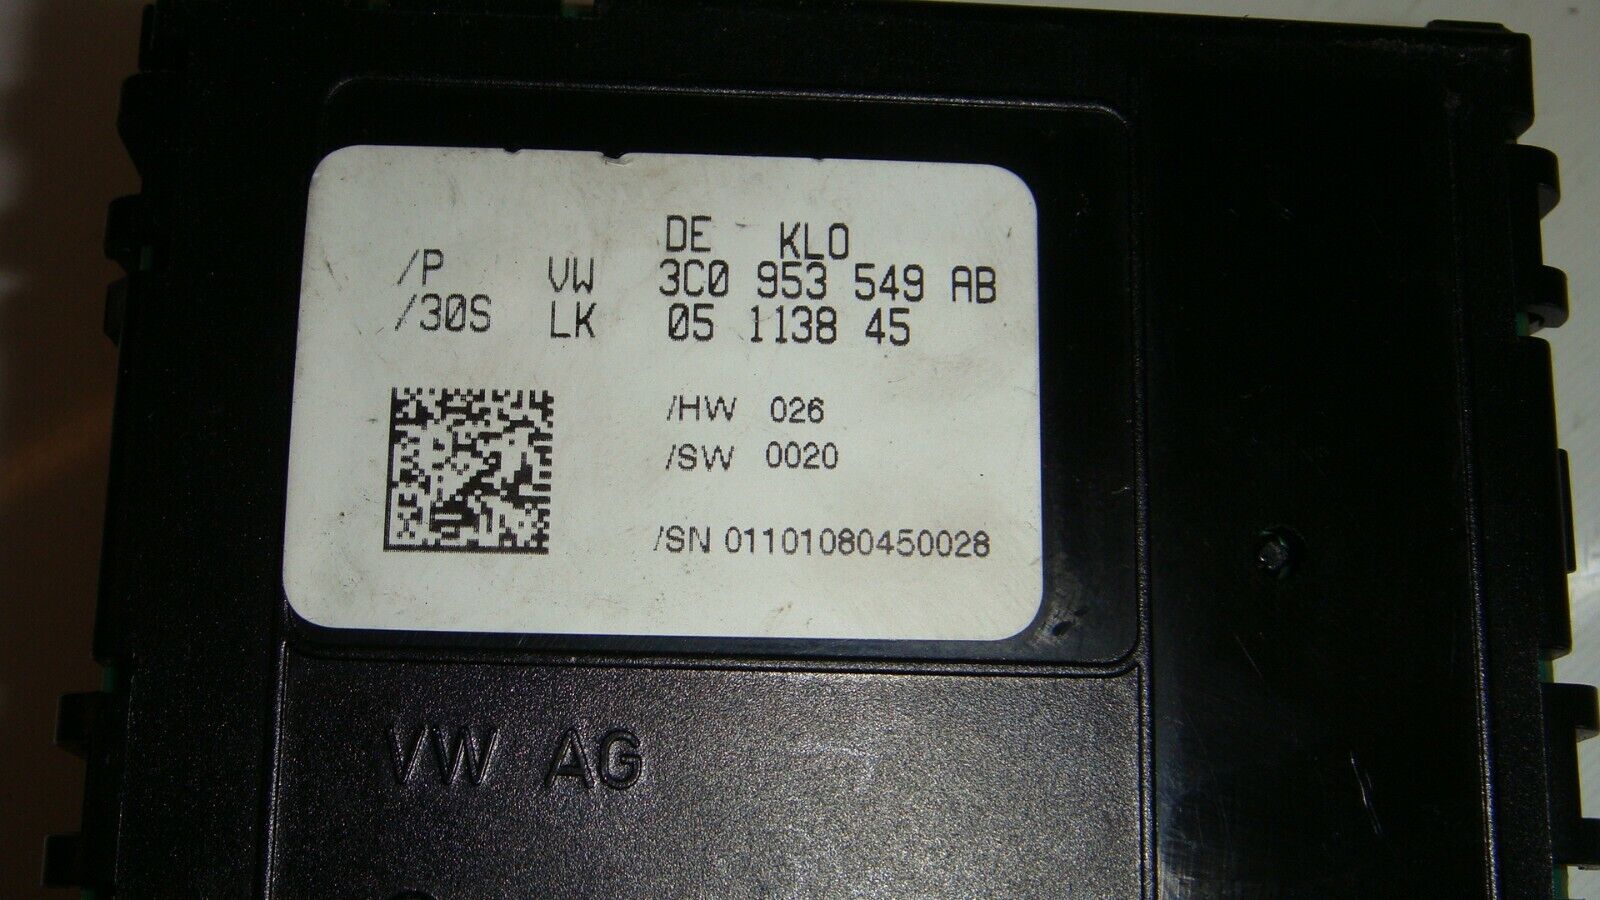 DE KLO
/P VW 3C0 953 549 AB
/30S LK 05 1138 45
/HW 026
/SW 0020
/SN 01101080450028
VW AG